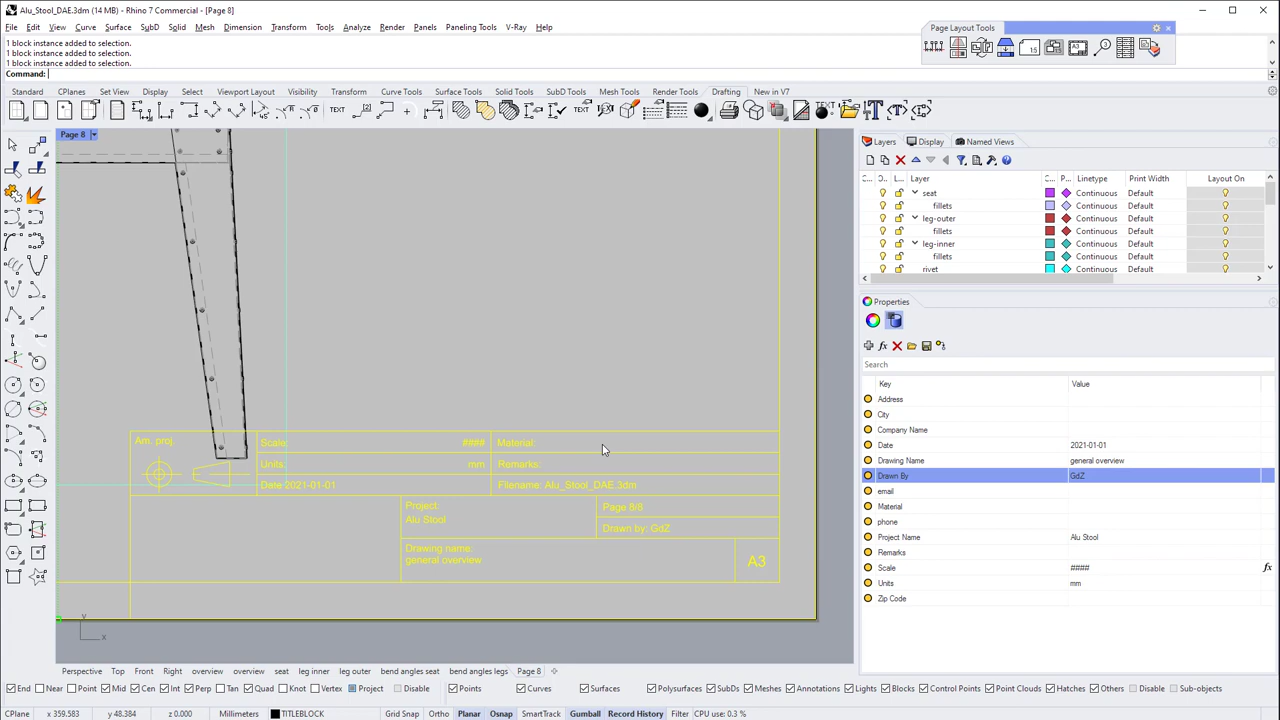 Alu_Stool_DAE.3dm (14 MB) - Rhino 7 Commercial - [Page 8]
File Edit View Curve Surface SubD Solid Mesh Dimension Transform Tools Analyze Render Panels Paneling Tools V-Ray Help
Page Layout Tools
1 block instance added to selection.
1 block instance added to selection.
1 block instance added to selection.
Command:
Standard CPlanes Set View Display Select Viewport Layout Visibility Transform Curve Tools Surface Tools Solid Tools SubD Tools Mesh Tools Render Tools Drafting New in V7
Page 8
Layers Display Named Views
C... O... L... Layer C... P... Linetype Print Width Layout On
seat Continuous Default
fillets Continuous Default
leg-outer Continuous Default
fillets Continuous Default
leg-inner Continuous Default
fillets Continuous Default
rivet Continuous Default
Properties
Search
Key Value
Address
City
Company Name
Date 2021-01-01
Drawing Name general overview
Drawn By GdZ
email
Material
phone
Project Name Alu Stool
Remarks
Scale ####
Units mm
Zip Code
Am. proj. Scale: #### Material:
Units: mm Remarks:
Date 2021-01-01 Filename: Alu_Stool_DAE.3dm
Project: Page 8/8
Alu Stool
Drawn by: GdZ
Drawing name:
general overview
A3
y
x
Perspective Top Front Right overview overview seat leg inner leg outer bend angles seat bend angles legs Page 8
End Near Point Mid Cen Int Perp Tan Quad Knot Vertex Project Disable Points Curves Surfaces Polysurfaces SubDs Meshes Annotations Lights Blocks Control Points Point Clouds Hatches Others Disable Sub-objects
CPlane x 359.583 y 48.384 z 0.000 Millimeters TITLEBLOCK Grid Snap Ortho Planar Osnap SmartTrack Gumball Record History Filter CPU use: 0.3 %